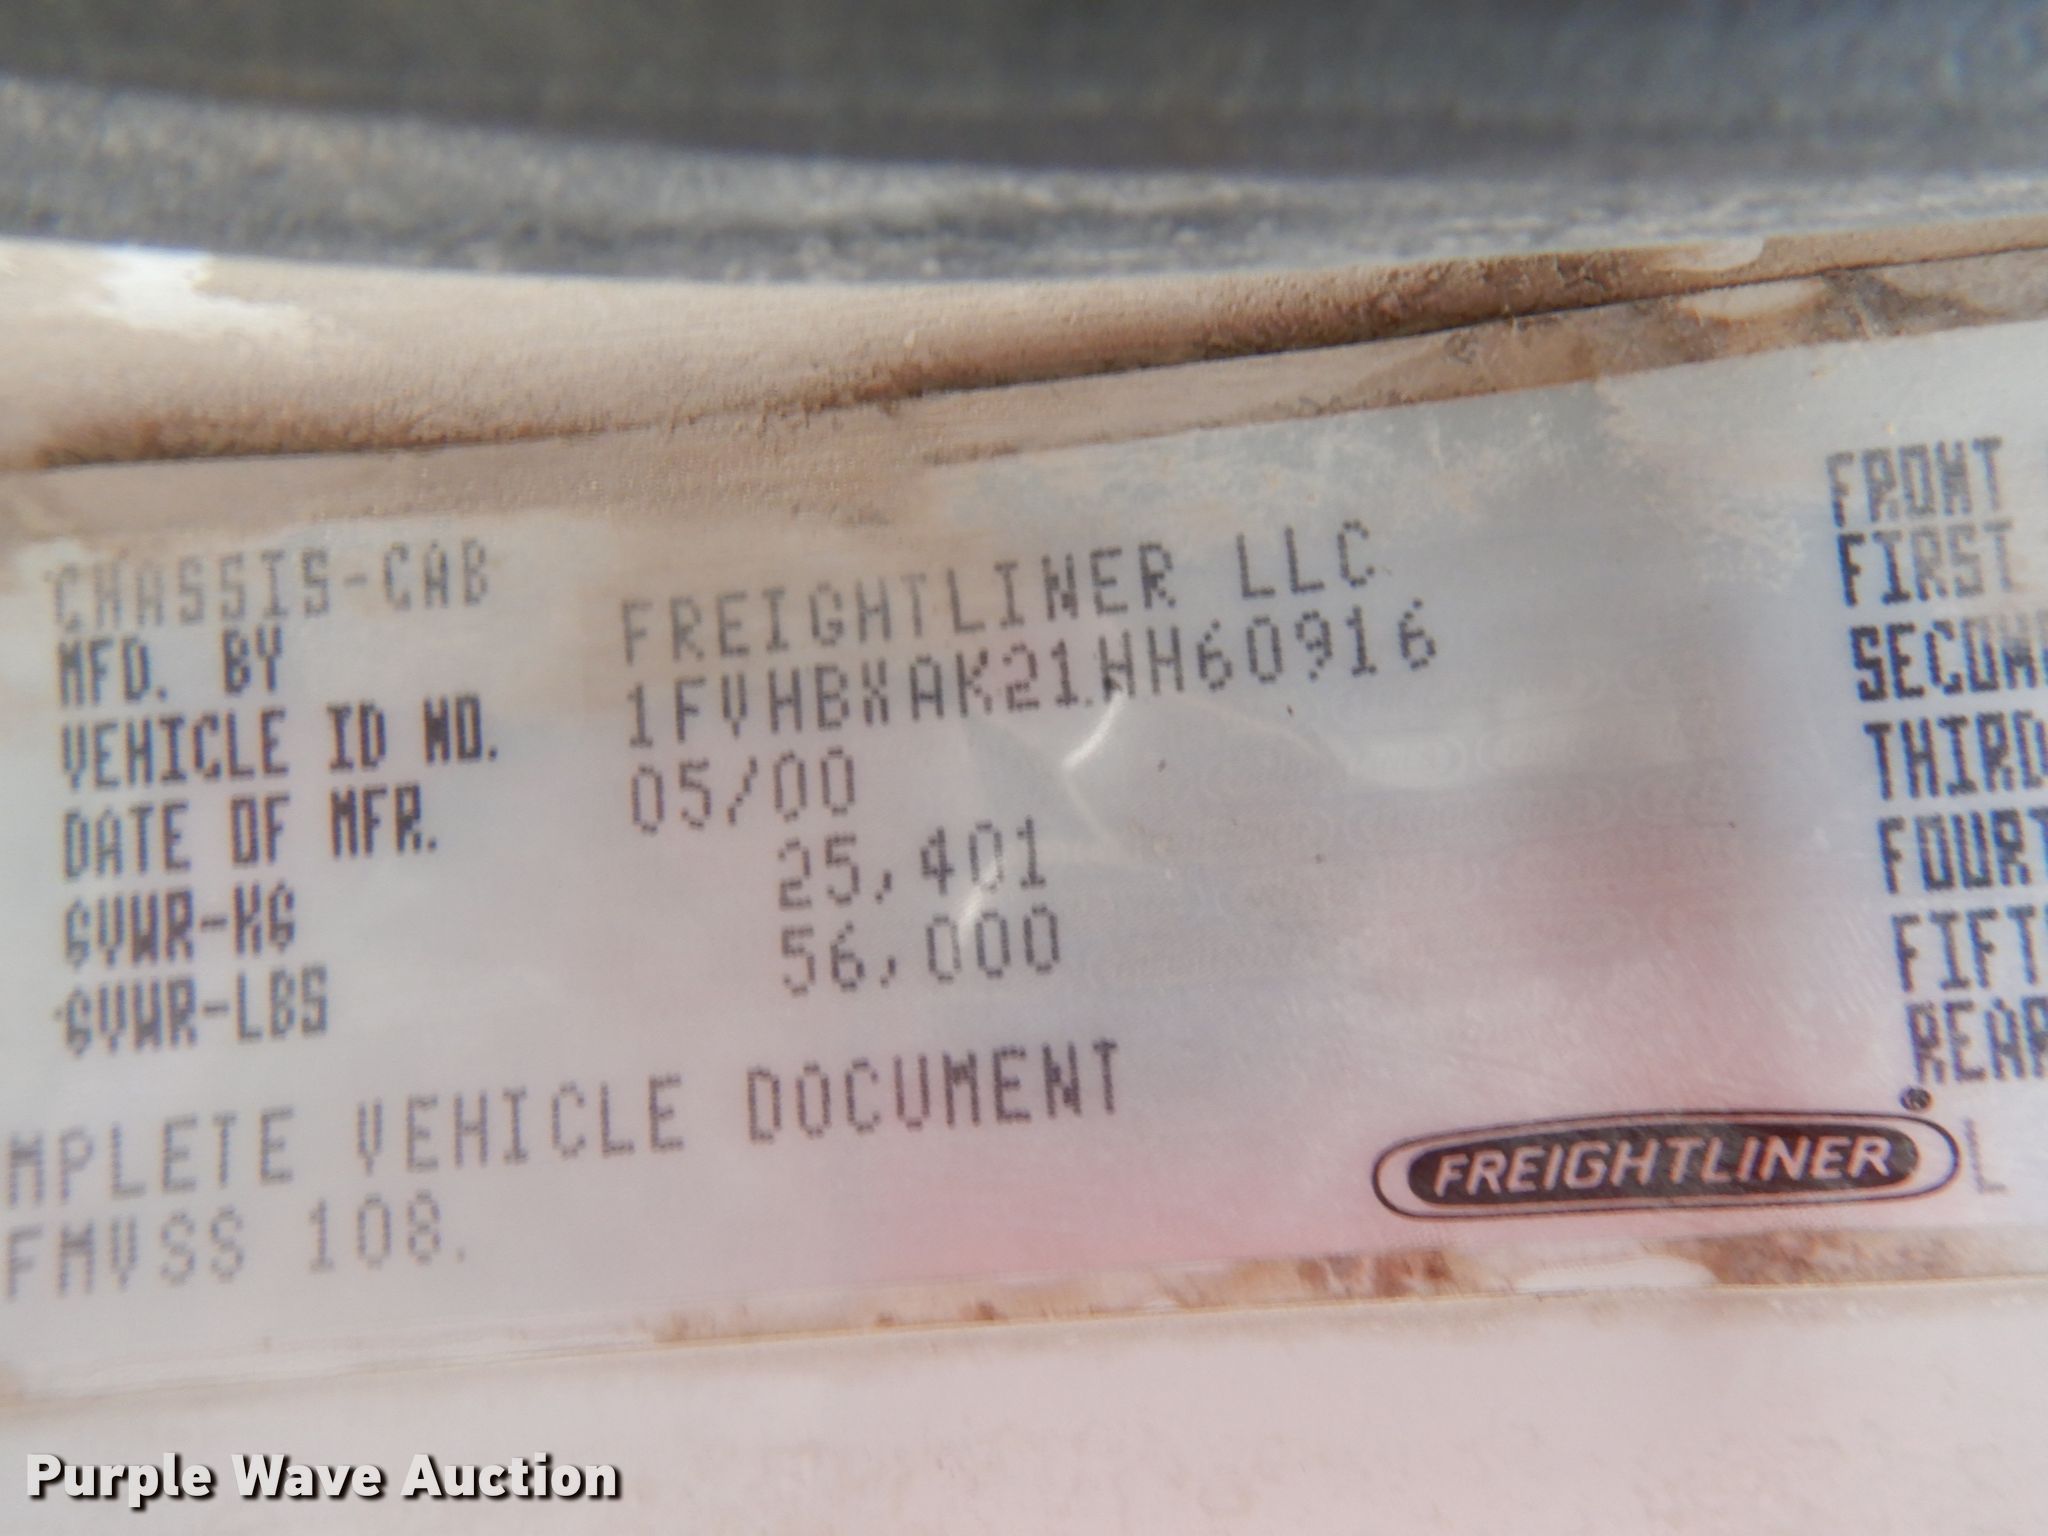 CHASSIS-CAB
MFD. BY FREIGHTLINER LLC
VEHICLE ID NO. 1FVHBXAK21HH60916
DATE OF MFR. 05/00
GVWR-KG 25,401
GVWR-LBS 56,000
MPLETE VEHICLE DOCUMENT
FMVSS 108.
FRONT
FIRST
SECON
THIRD
FOURT
FIFT
REAR
FREIGHTLINER®
Purple Wave Auction